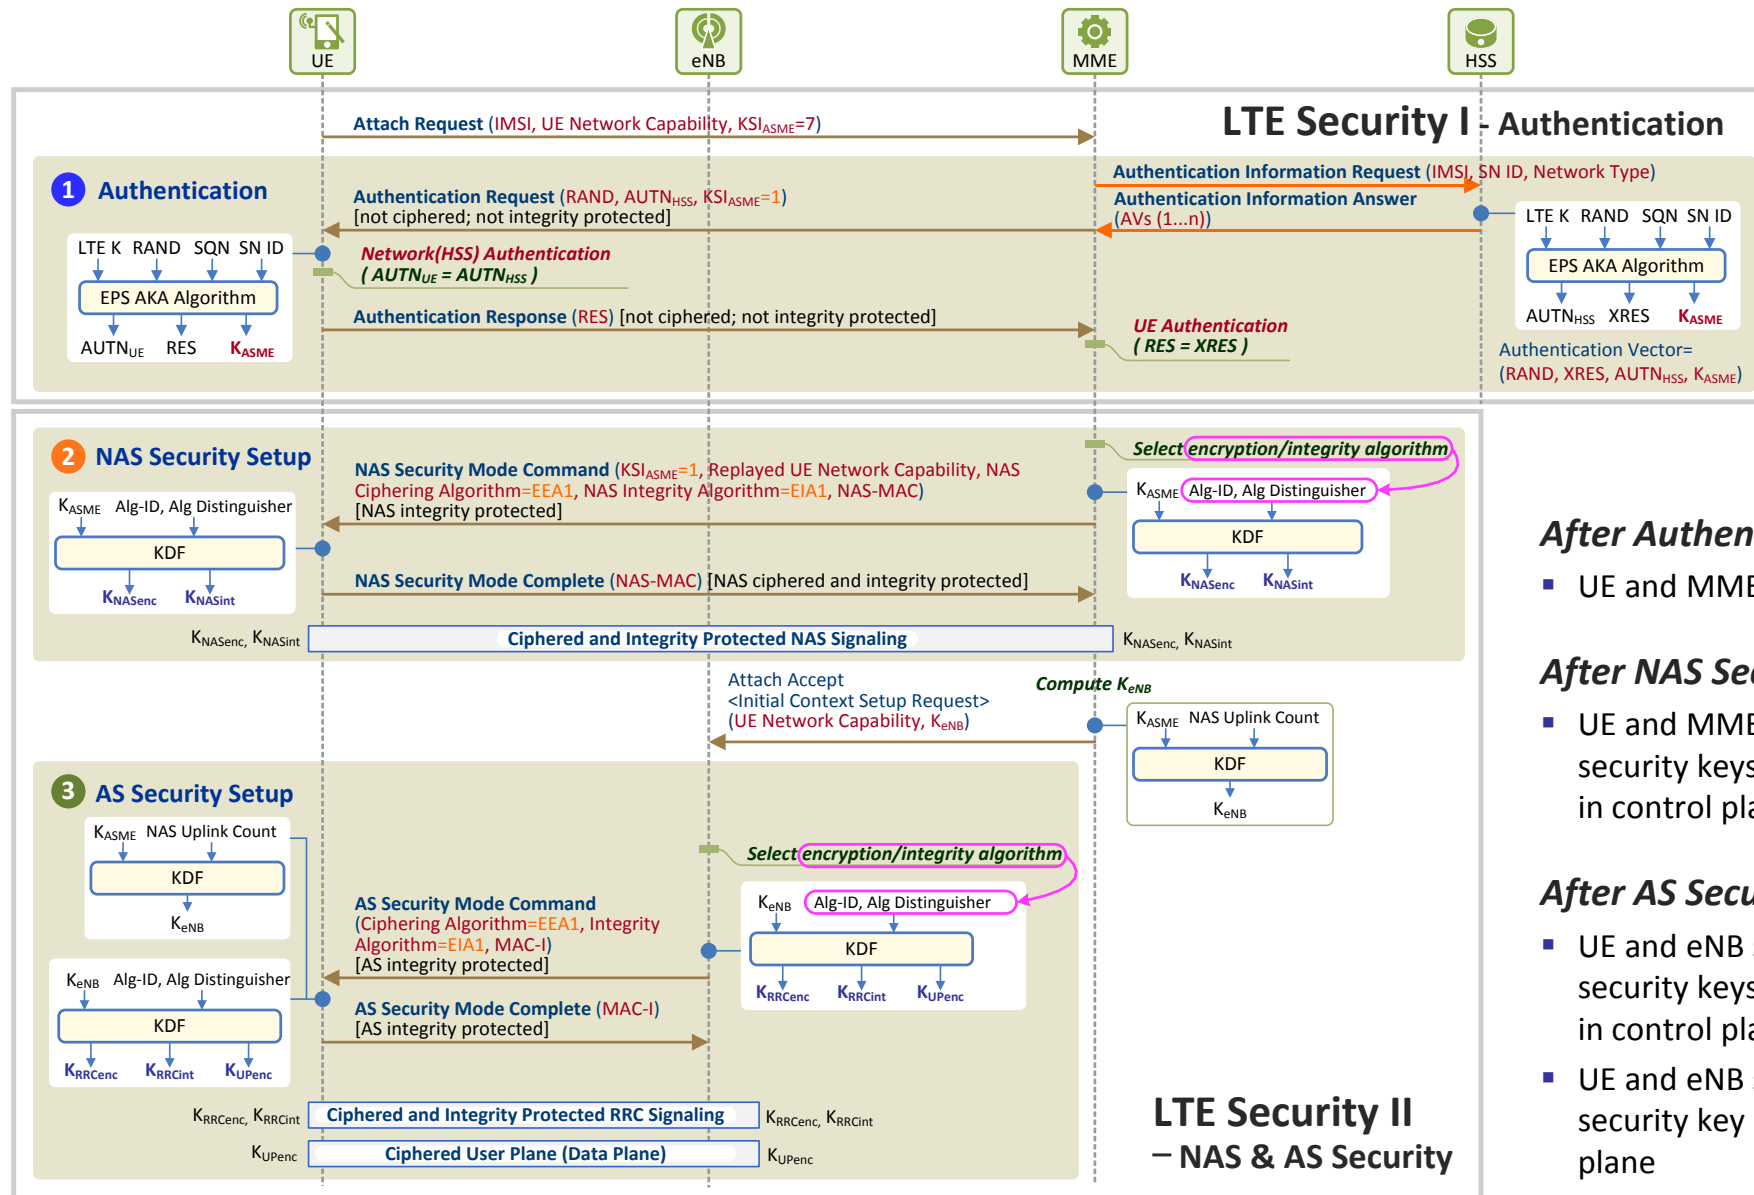 UE
eNB
MME
HSS
LTE Security I - Authentication
Attach Request (IMSI, UE Network Capability, KSIASME=7)
1 Authentication
Authentication Information Request (IMSI, SN ID, Network Type)
Authentication Request (RAND, AUTNHSS, KSIASME=1)
[not ciphered; not integrity protected]
Authentication Information Answer
(AVs (1...n))
LTE K RAND SQN SN ID
EPS AKA Algorithm
AUTNUE RES KASME
Network(HSS) Authentication
( AUTNUE = AUTNHSS )
LTE K RAND SQN SN ID
EPS AKA Algorithm
AUTNHSS XRES KASME
Authentication Response (RES) [not ciphered; not integrity protected]
UE Authentication
( RES = XRES )
Authentication Vector=
(RAND, XRES, AUTNHSS, KASME)
2 NAS Security Setup
Select encryption/integrity algorithm
NAS Security Mode Command (KSIASME=1, Replayed UE Network Capability, NAS
Ciphering Algorithm=EEA1, NAS Integrity Algorithm=EIA1, NAS-MAC)
[NAS integrity protected]
KASME Alg-ID, Alg Distinguisher
KDF
KNASenc KNASint
KASME Alg-ID, Alg Distinguisher
KDF
KNASenc KNASint
NAS Security Mode Complete (NAS-MAC) [NAS ciphered and integrity protected]
KNASenc, KNASint
Ciphered and Integrity Protected NAS Signaling
KNASenc, KNASint
Attach Accept
<Initial Context Setup Request>
(UE Network Capability, KeNB)
Compute KeNB
KASME NAS Uplink Count
KDF
KeNB
3 AS Security Setup
KASME NAS Uplink Count
KDF
KeNB
Select encryption/integrity algorithm
AS Security Mode Command
(Ciphering Algorithm=EEA1, Integrity
Algorithm=EIA1, MAC-I)
[AS integrity protected]
KeNB Alg-ID, Alg Distinguisher
KDF
KRRCenc KRRCint KUPenc
KeNB Alg-ID, Alg Distinguisher
KDF
KRRCenc KRRCint KUPenc
AS Security Mode Complete (MAC-I)
[AS integrity protected]
KRRCenc, KRRCint
Ciphered and Integrity Protected RRC Signaling
KRRCenc, KRRCint
KUPenc
Ciphered User Plane (Data Plane)
KUPenc
LTE Security II
– NAS & AS Security
After Authen
▪ UE and MME
After NAS Sec
▪ UE and MME
security keys
in control pla
After AS Secu
▪ UE and eNB s
security keys
in control pla
▪ UE and eNB s
security key
plane